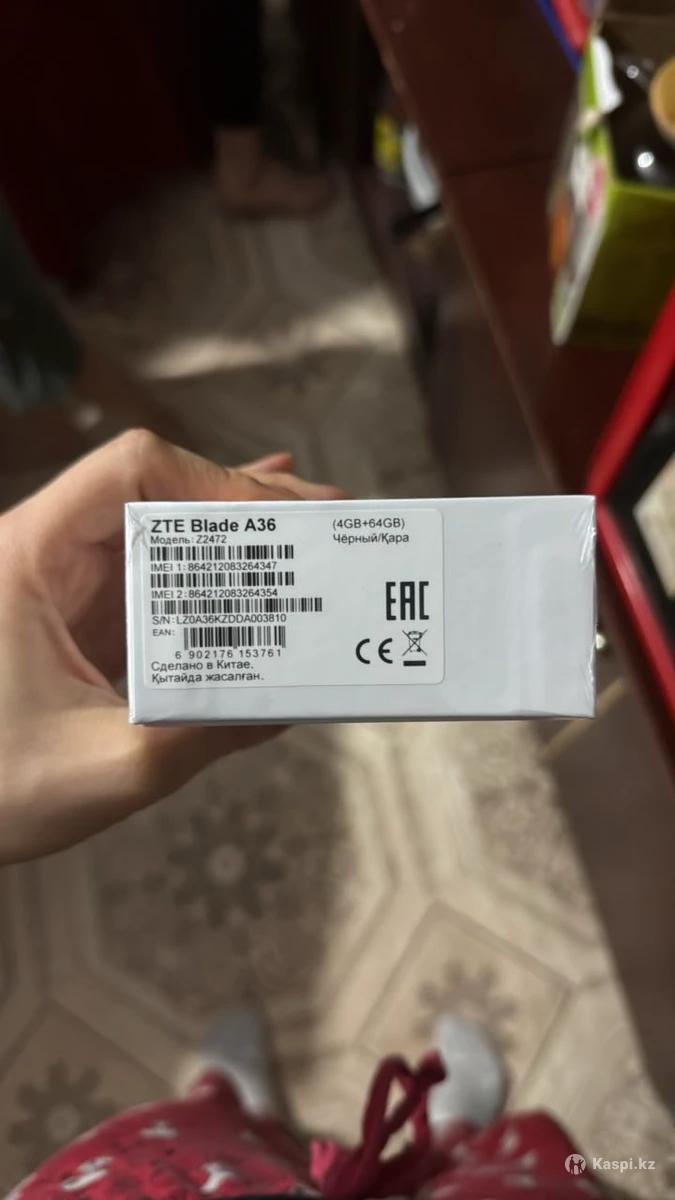 ZTE Blade A36
(4GB+64GB)
Модель: Z2472
Чёрный/Қара
IMEI 1: 864212083264347
IMEI 2: 864212083264354
S/N: LZ0A36KZDDA003810
EAN:
6 902176 153761
Сделано в Китае.
Қытайда жасалған.
EAC
CE
Kaspi.kz